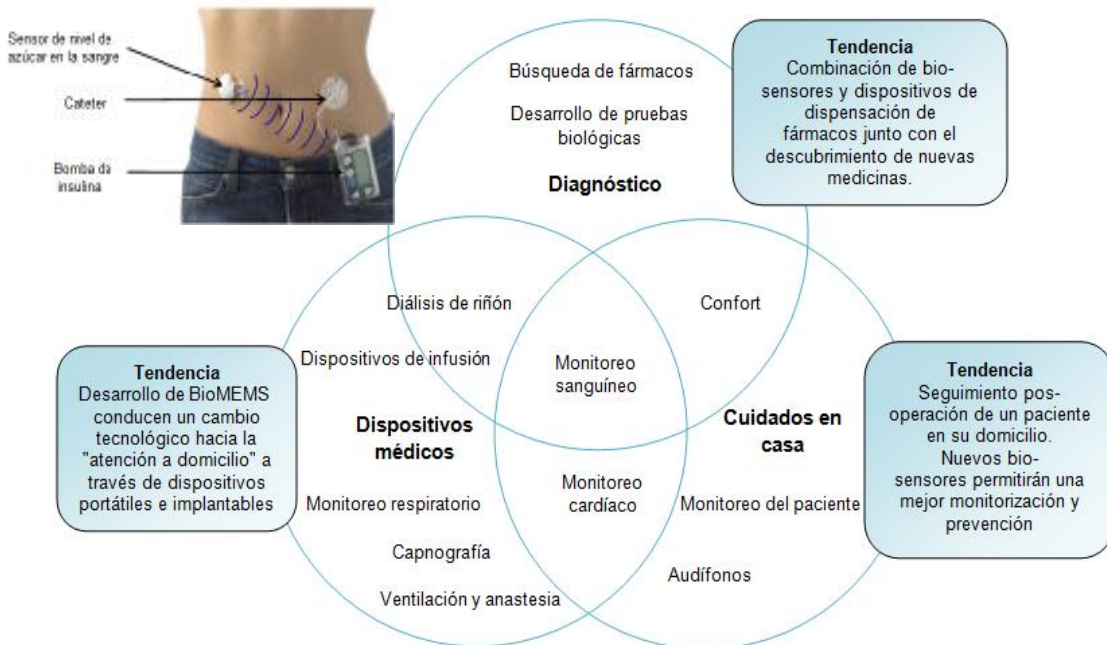 Sensor de nivel de
azúcar en la sangre
Cateter
Bomba de
insulina
Búsqueda de fármacos
Desarrollo de pruebas
biológicas
Diagnóstico
Tendencia
Combinación de bio-
sensores y dispositivos de
dispensación de
fármacos junto con el
descubrimiento de nuevas
medicinas.
Diálisis de riñón
Confort
Dispositivos de infusión
Monitoreo
sanguíneo
Tendencia
Desarrollo de BioMEMS
conducen un cambio
tecnológico hacia la
"atención a domicilio" a
través de dispositivos
portátiles e implantables
Dispositivos
médicos
Cuidados en
casa
Tendencia
Seguimiento pos-
operación de un paciente
en su domicilio.
Nuevos bio-
sensores permitirán una
mejor monitorización y
prevención
Monitoreo
cardíaco
Monitoreo respiratorio
Monitoreo del paciente
Capnografía
Audífonos
Ventilación y anastesia